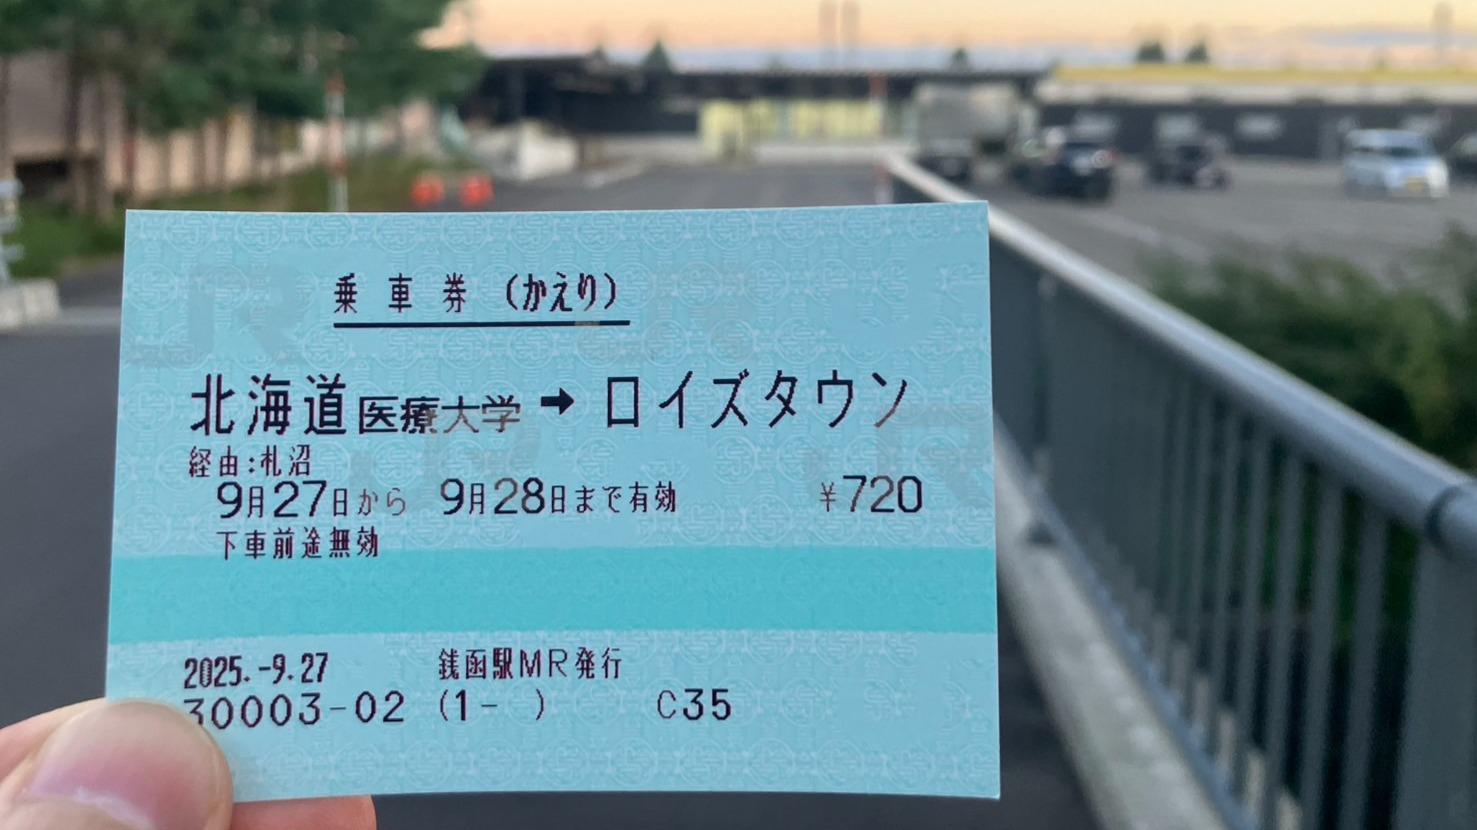 乗車券（かえり）
北海道医療大学➡ロイズタウン
経由：札沼
9月27日から 9月28日まで有効 ¥720
下車前途無効
2025.-9.27 銭函駅MR発行
30003-02 (1- ) C35